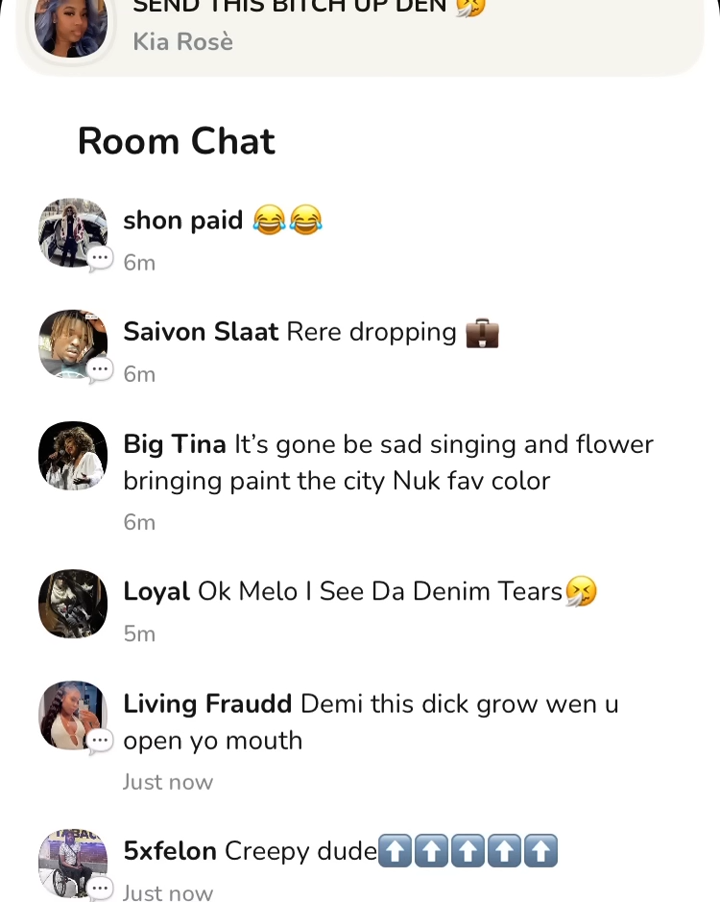 SEND THIS BITCH UP DEN 🤧
Kia Rosè
Room Chat
shon paid 😂😂
6m
Saivon Slaat Rere dropping 💼
6m
Big Tina It’s gone be sad singing and flower
bringing paint the city Nuk fav color
6m
Loyal Ok Melo I See Da Denim Tears🤧
5m
Living Fraudd Demi this dick grow wen u
open yo mouth
Just now
5xfelon Creepy dude⬆️⬆️⬆️⬆️⬆️
Just now